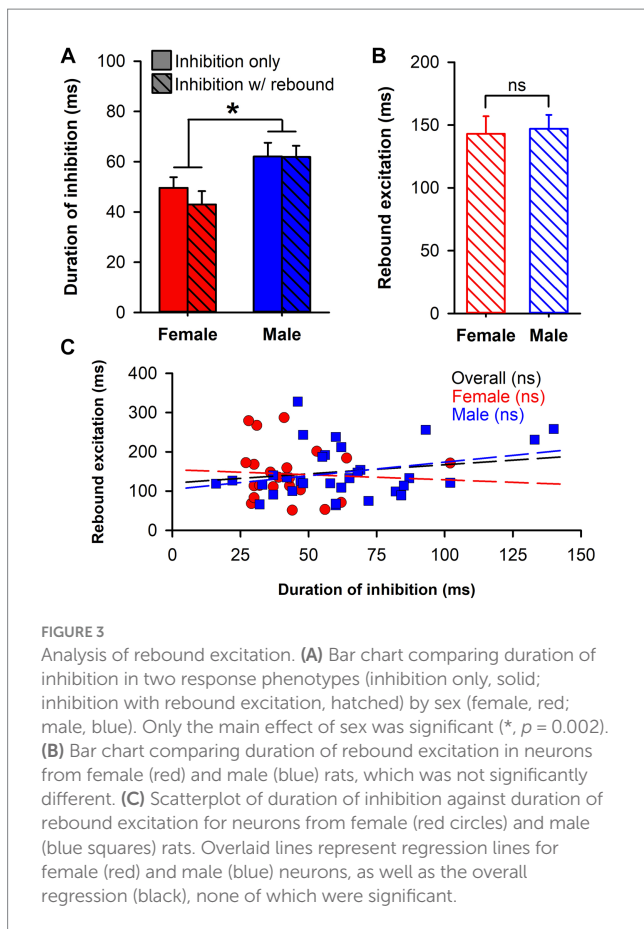 A
Duration of inhibition (ms)
100
80
60
40
20
0
Inhibition only
Inhibition w/ rebound
*
Female Male
B
Rebound excitation (ms)
200
150
100
50
0
ns
Female Male
C
Rebound excitation (ms)
400
300
200
100
0
Overall (ns)
Female (ns)
Male (ns)
0 25 50 75 100 125 150
Duration of inhibition (ms)
FIGURE 3
Analysis of rebound excitation. (A) Bar chart comparing duration of
inhibition in two response phenotypes (inhibition only, solid;
inhibition with rebound excitation, hatched) by sex (female, red;
male, blue). Only the main effect of sex was significant (*, p = 0.002).
(B) Bar chart comparing duration of rebound excitation in neurons
from female (red) and male (blue) rats, which was not significantly
different. (C) Scatterplot of duration of inhibition against duration of
rebound excitation for neurons from female (red circles) and male
(blue squares) rats. Overlaid lines represent regression lines for
female (red) and male (blue) neurons, as well as the overall
regression (black), none of which were significant.